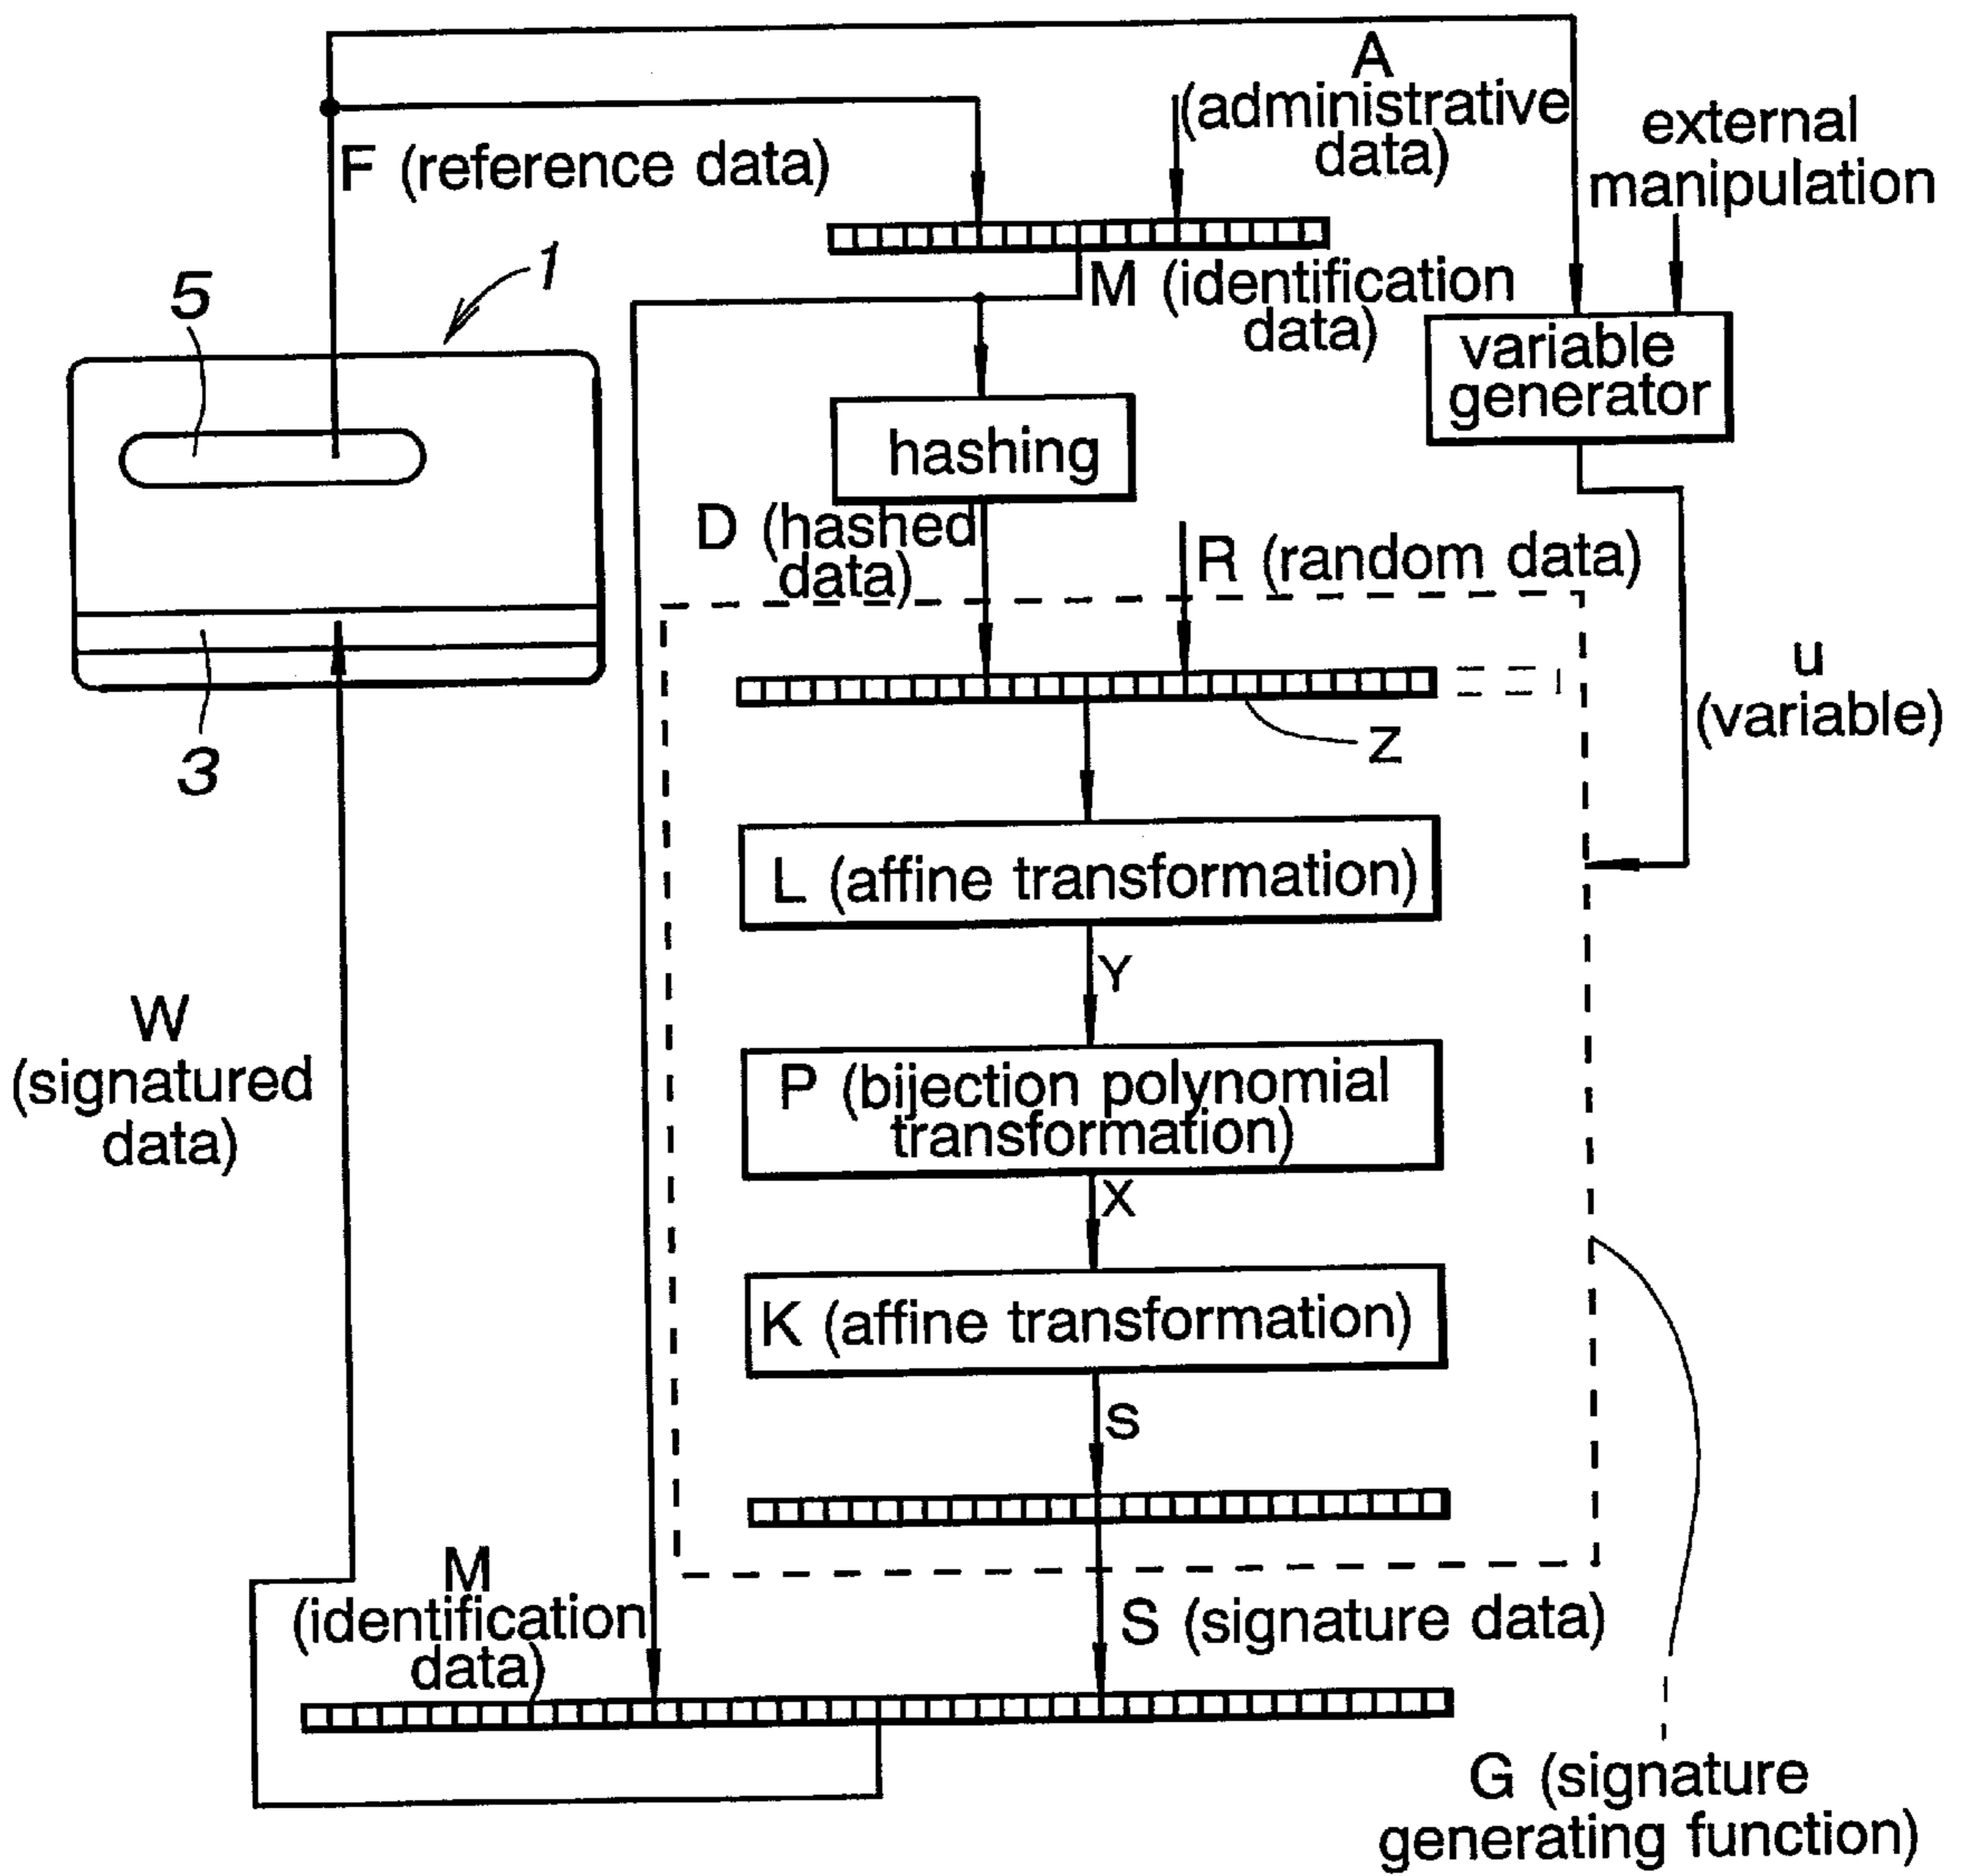 A
(administrative
data)
external
manipulation
F (reference data)
1
5
M (identification
data)
variable
generator
hashing
D (hashed
data)
R (random data)
u
(variable)
Z
3
L (affine transformation)
Y
W
(signatured
data)
P (bijection polynomial
transformation)
X
K (affine transformation)
S
M
(identification
data)
S (signature data)
G (signature
generating function)